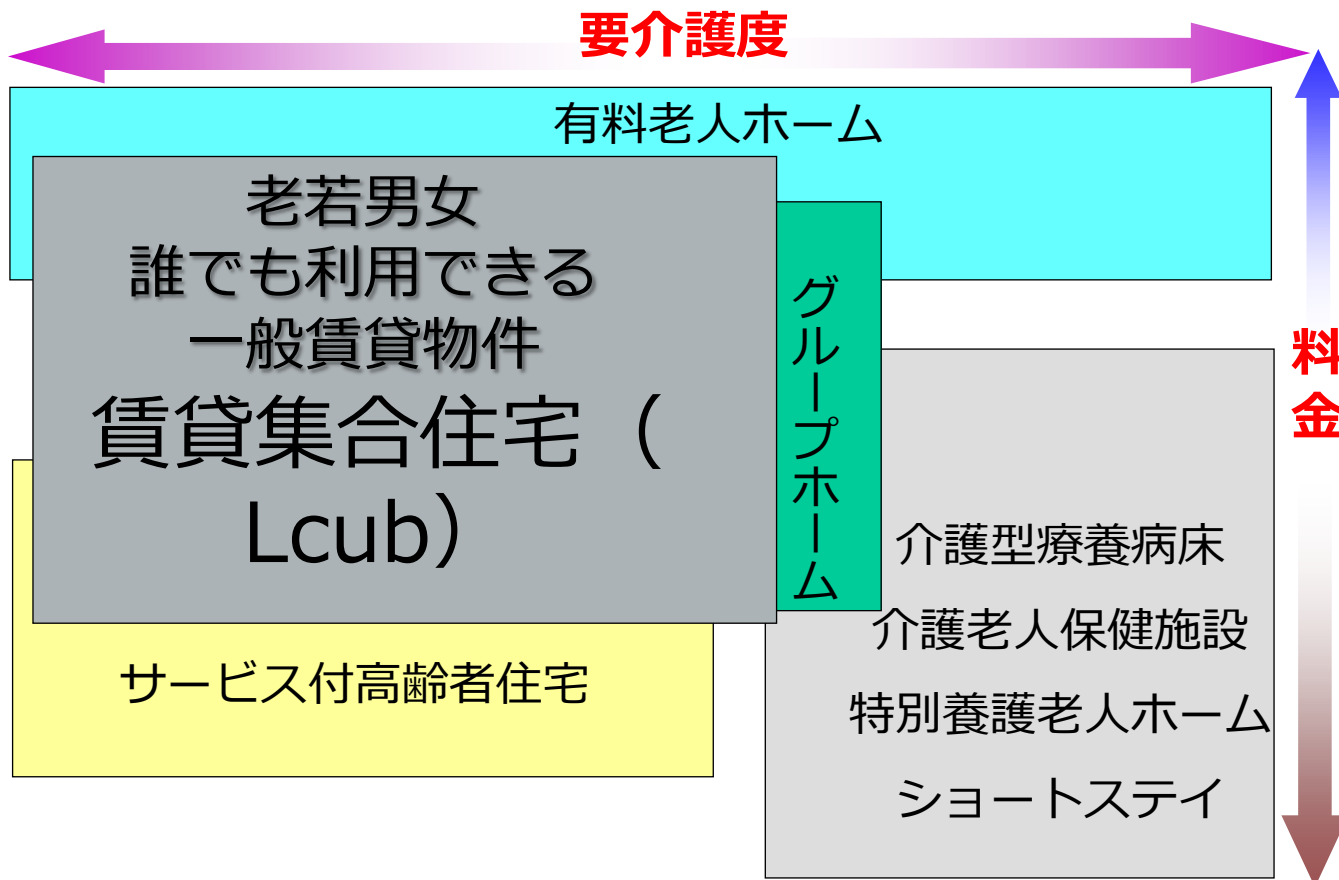 要介護度
有料老人ホーム
老若男女
誰でも利用できる
一般賃貸物件
賃貸集合住宅（
Lcub）
グループホーム
料金
介護型療養病床
介護老人保健施設
特別養護老人ホーム
ショートステイ
サービス付高齢者住宅